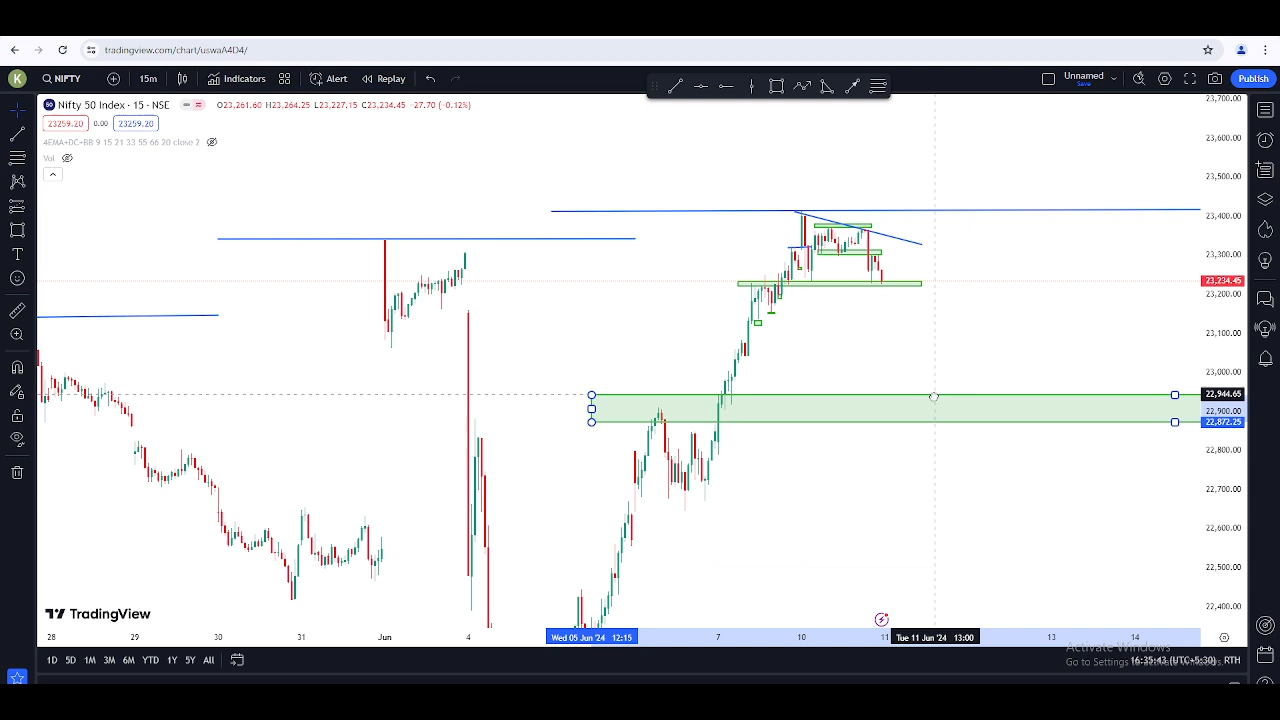 tradingview.com/chart/uswaA4D4/
K NIFTY 15m Indicators Alert Replay Unnamed Save Publish
50 Nifty 50 Index · 15 · NSE O23,261.60 H23,264.25 L23,227.15 C23,234.45 -27.70 (-0.12%)
23259.20 0.00 23259.20
4EMA+DC+BB 9 15 21 33 55 66 20 close 2
Vol
23,700.00
23,600.00
23,500.00
23,400.00
23,300.00
23,234.45
23,200.00
23,100.00
23,000.00
22,944.65
22,900.00
22,872.25
22,800.00
22,700.00
22,600.00
22,500.00
22,400.00
TradingView
28 29 30 31 Jun 4 Wed 05 Jun '24 12:15 7 10 11 Tue 11 Jun '24 13:00 13 14
Activate Windows
1D 5D 1M 3M 6M YTD 1Y 5Y All 16:35:43 (UTC+5:30) RTH
Go to Settings to activate Windows.